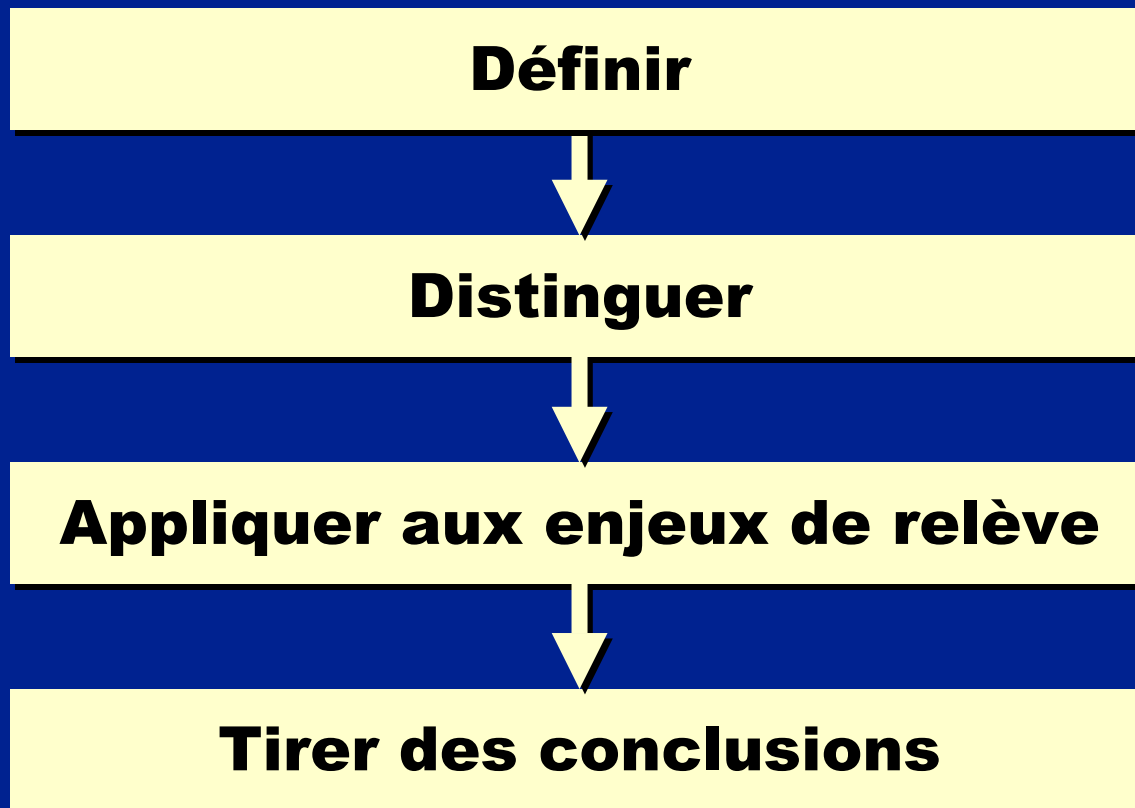 Définir
Distinguer
Appliquer aux enjeux de relève
Tirer des conclusions